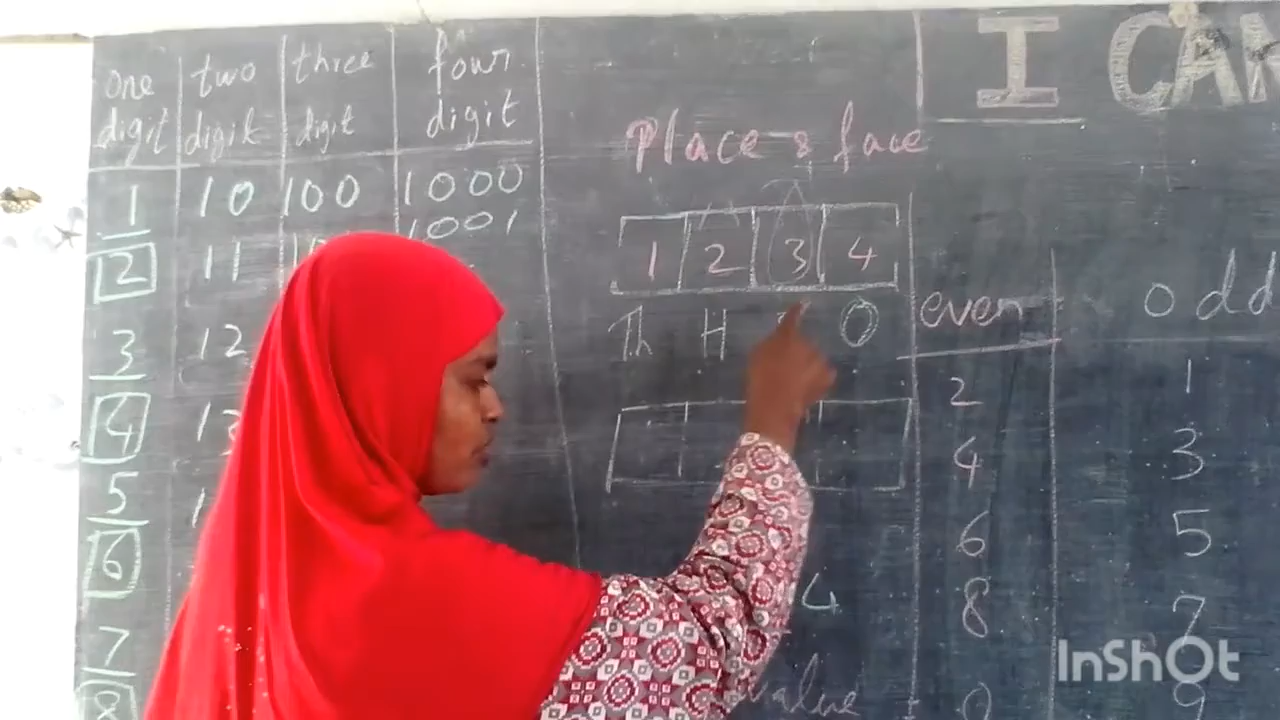 one digit
two digit
three digit
four digit
1 10 100 1000
1001
2 11
3 12
4
5
6
7
8
Place & face
1 2 3 4
Th H O
4
value
even
2
4
6
8
odd
1
3
5
7
9
I CAN
InShOt